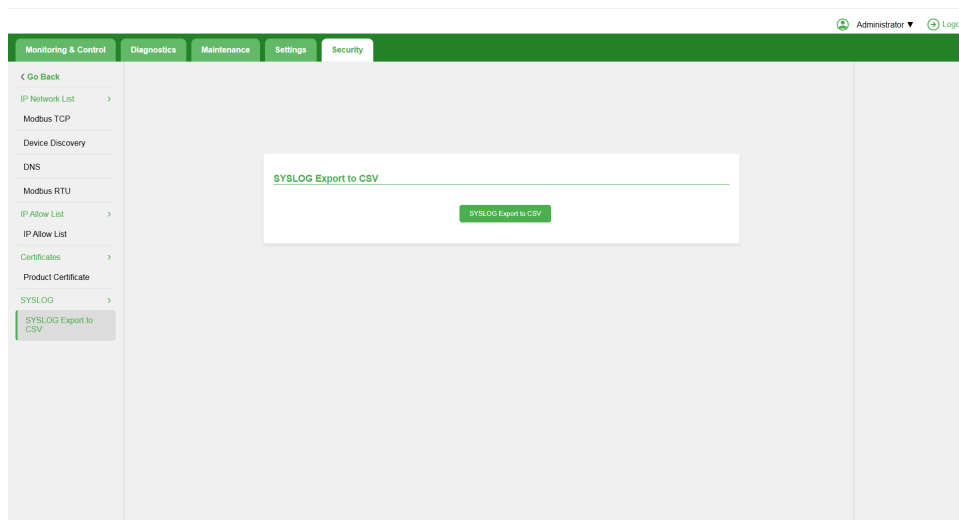 Administrator ▼ Logo
Monitoring & Control Diagnostics Maintenance Settings Security
Go Back
IP Network List
Modbus TCP
Device Discovery
DNS
Modbus RTU
IP Allow List
IP Allow List
Certificates
Product Certificate
SYSLOG
SYSLOG Export to
CSV
SYSLOG Export to CSV
SYSLOG Export to CSV